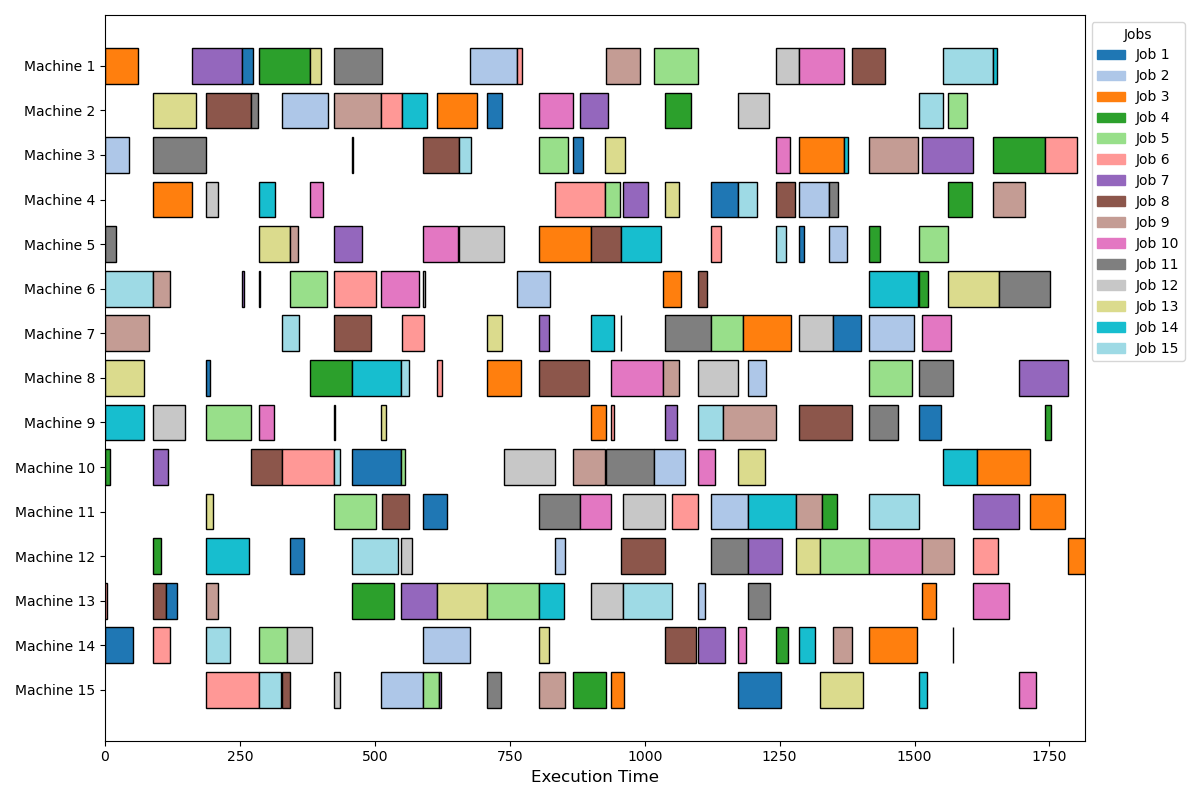 Machine 1
Machine 2
Machine 3
Machine 4
Machine 5
Machine 6
Machine 7
Machine 8
Machine 9
Machine 10
Machine 11
Machine 12
Machine 13
Machine 14
Machine 15
0 250 500 750 1000 1250 1500 1750
Execution Time
Jobs
Job 1
Job 2
Job 3
Job 4
Job 5
Job 6
Job 7
Job 8
Job 9
Job 10
Job 11
Job 12
Job 13
Job 14
Job 15